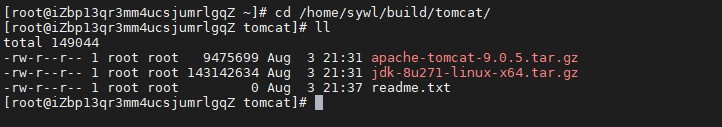 [root@iZbp13qr3mm4ucsjumrlgqZ ~]# cd /home/sywl/build/tomcat/
[root@iZbp13qr3mm4ucsjumrlgqZ tomcat]# ll
total 149044
-rw-r--r-- 1 root root   9475699 Aug  3 21:31 apache-tomcat-9.0.5.tar.gz
-rw-r--r-- 1 root root 143142634 Aug  3 21:31 jdk-8u271-linux-x64.tar.gz
-rw-r--r-- 1 root root         0 Aug  3 21:37 readme.txt
[root@iZbp13qr3mm4ucsjumrlgqZ tomcat]#